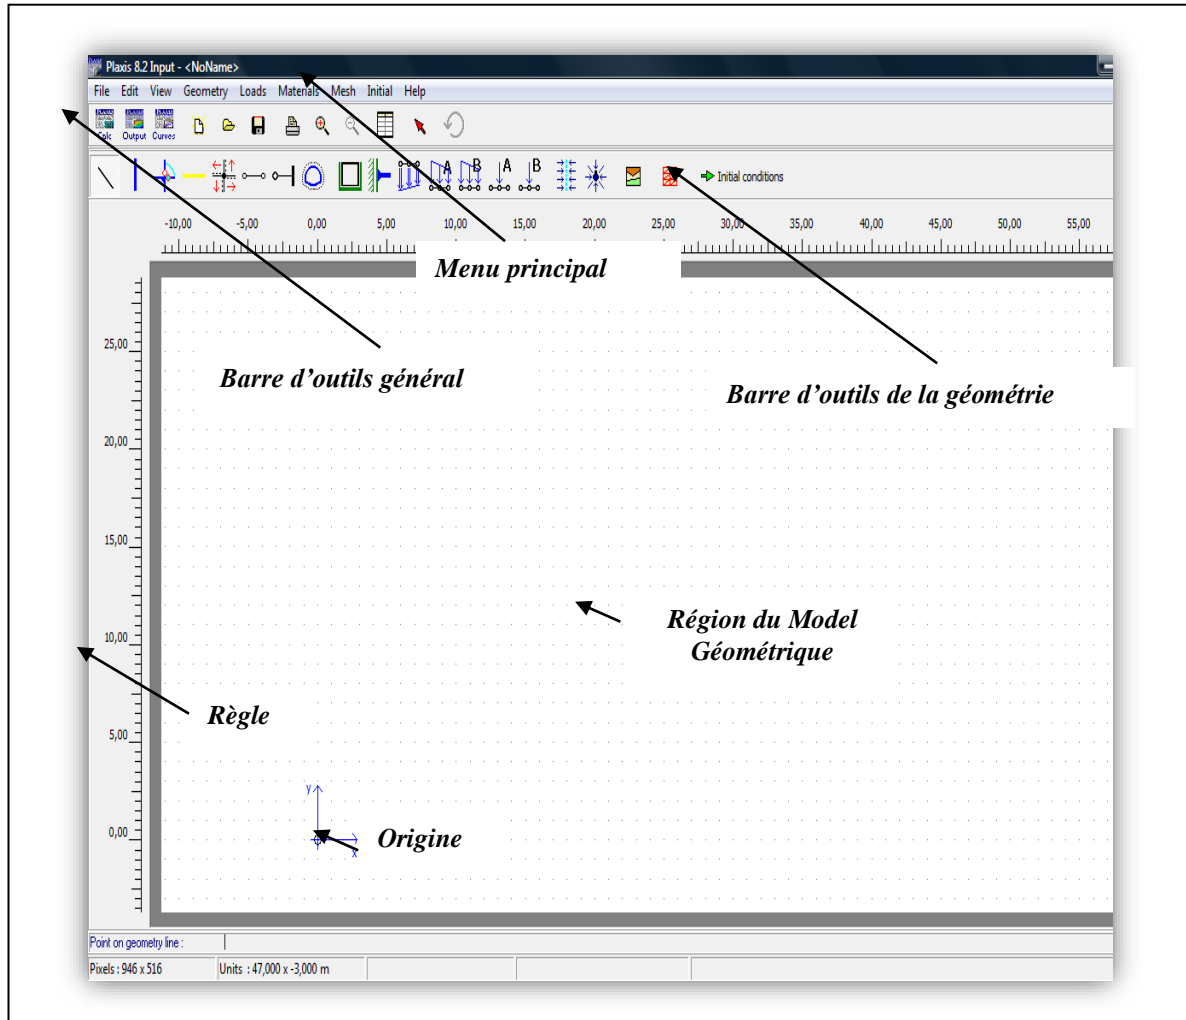 Plaxis 8.2 Input - <NoName>
File Edit View Geometry Loads Materials Mesh Initial Help
Calc Output Curves
A B A B Initial conditions
-10,00 -5,00 0,00 5,00 10,00 15,00 20,00 25,00 30,00 35,00 40,00 45,00 50,00 55,00
Menu principal
25,00
Barre d'outils général
Barre d'outils de la géométrie
20,00
15,00
Région du Model
Géométrique
10,00
Règle
5,00
y
0,00
Origine
x
Point on geometry line :
Pixels : 946 x 516 Units : 47,000 x -3,000 m